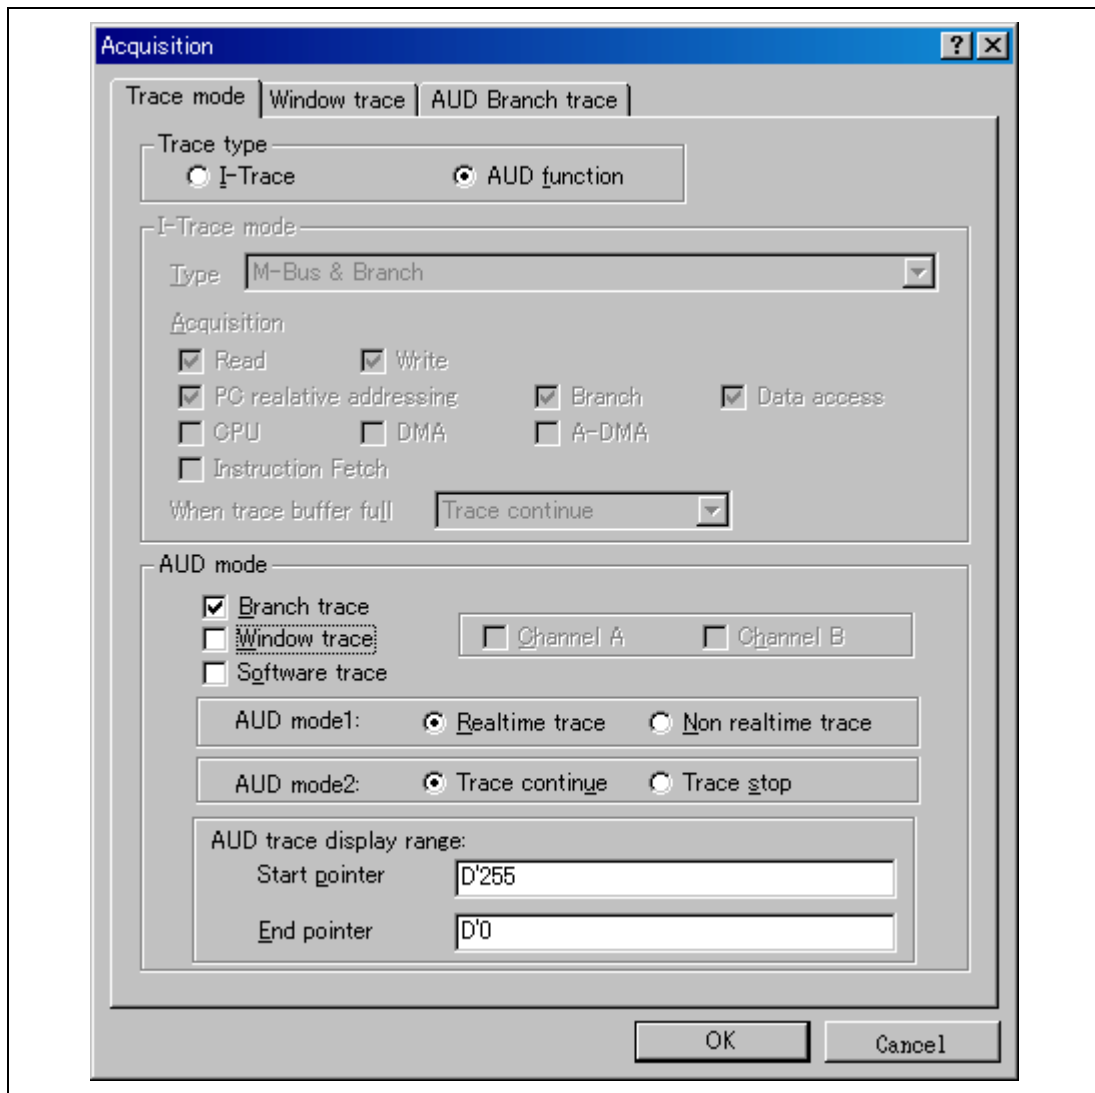 Acquisition
Trace mode Window trace AUD Branch trace
Trace type
I-Trace AUD function
I-Trace mode
Type M-Bus & Branch
Acquisition
Read Write
PC realative addressing Branch Data access
CPU DMA A-DMA
Instruction Fetch
When trace buffer full Trace continue
AUD mode
Branch trace
Window trace Channel A Channel B
Software trace
AUD mode1: Realtime trace Non realtime trace
AUD mode2: Trace continue Trace stop
AUD trace display range:
Start pointer D'255
End pointer D'0
OK Cancel